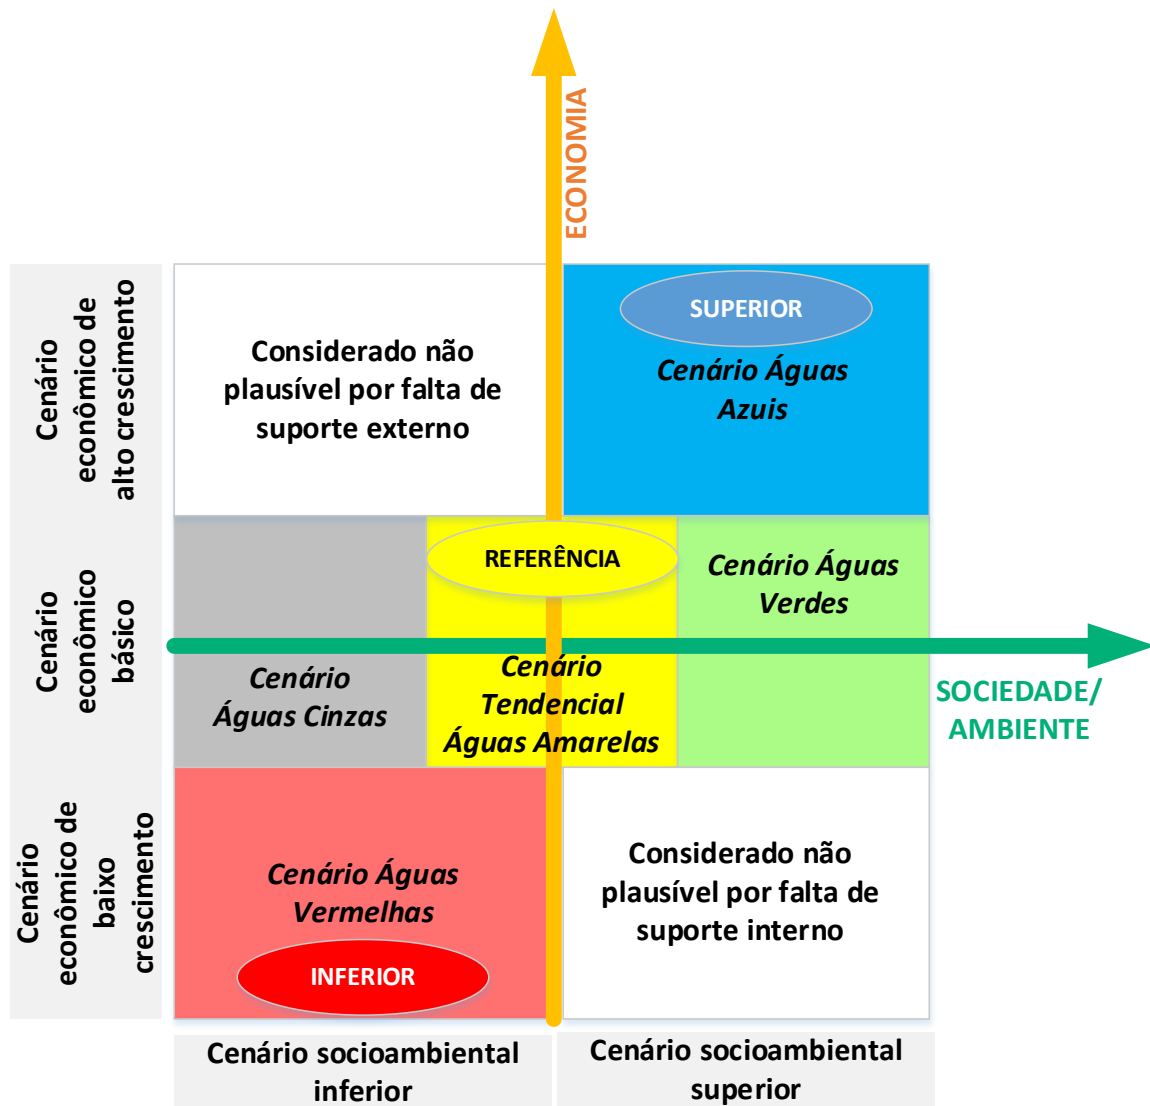 ECONOMIA
Cenário
econômico de
alto crescimento
Considerado não
plausível por falta de
suporte externo
SUPERIOR
Cenário Águas
Azuis
Cenário
econômico
básico
Cenário
Águas Cinzas
REFERÊNCIA
Cenário
Tendencial
Águas Amarelas
Cenário Águas
Verdes
SOCIEDADE/
AMBIENTE
Cenário
econômico de
baixo
crescimento
Cenário Águas
Vermelhas
INFERIOR
Considerado não
plausível por falta de
suporte interno
Cenário socioambiental
inferior
Cenário socioambiental
superior